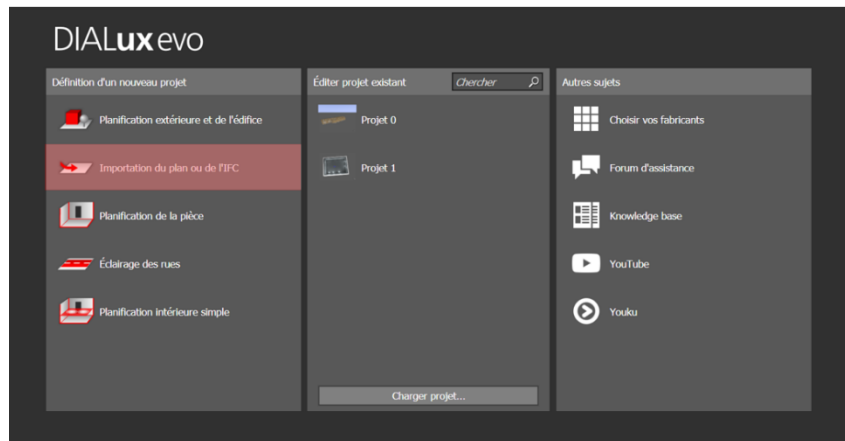 DIALux evo
Définition d'un nouveau projet
Planification extérieure et de l'édifice
Importation du plan ou de l'IFC
Planification de la pièce
Éclairage des rues
Planification intérieure simple
Éditer projet existant
Chercher
Projet 0
Projet 1
Charger projet...
Autres sujets
Choisir vos fabricants
Forum d'assistance
Knowledge base
YouTube
Youku